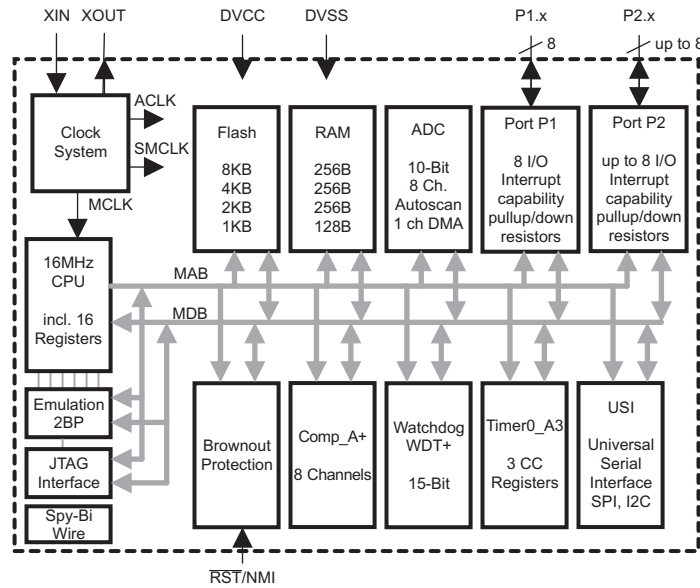 XIN XOUT DVCC DVSS P1.x P2.x
8 up to 8
ACLK
Clock
System
SMCLK
MCLK
Flash
8KB
4KB
2KB
1KB
RAM
256B
256B
256B
128B
ADC
10-Bit
8 Ch.
Autoscan
1 ch DMA
Port P1
8 I/O
Interrupt
capability
pullup/down
resistors
Port P2
up to 8 I/O
Interrupt
capability
pullup/down
resistors
16MHz
CPU
incl. 16
Registers
MAB
MDB
Emulation
2BP
JTAG
Interface
Spy-Bi
Wire
Brownout
Protection
Comp_A+
8 Channels
Watchdog
WDT+
15-Bit
Timer0_A3
3 CC
Registers
USI
Universal
Serial
Interface
SPI, I2C
RST/NMI